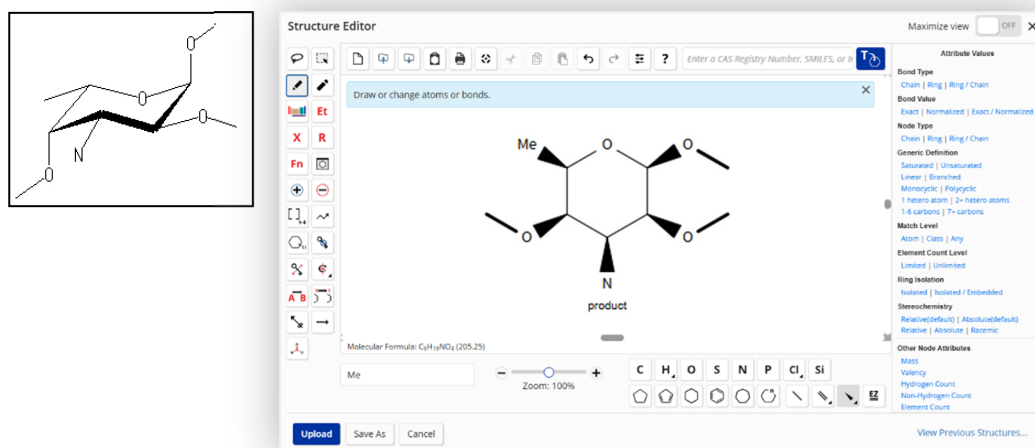 Structure Editor
Maximize view OFF
Enter a CAS Registry Number, SMILES, or I
T
?
Draw or change atoms or bonds.
Et
X R
Fn
A B
O
O
O
N
O
Me O O
O O
N
product
Molecular Formula: C₉H₁₉NO₄ (205.25)
Me
Zoom: 100%
C H O S N P Cl Si
EZ
Upload Save As Cancel
View Previous Structures...
Attribute Values
Bond Type
Chain | Ring | Ring / Chain
Bond Value
Exact | Normalized | Exact / Normalized
Node Type
Chain | Ring | Ring / Chain
Generic Definition
Saturated | Unsaturated
Linear | Branched
Monocyclic | Polycyclic
1 hetero atom | 2+ hetero atoms
1-6 carbons | 7+ carbons
Match Level
Atom | Class | Any
Element Count Level
Limited | Unlimited
Ring Isolation
Isolated | Isolated / Embedded
Stereochemistry
Relative(default) | Absolute(default)
Relative | Absolute | Racemic
Other Node Attributes
Mass
Valency
Hydrogen Count
Non-Hydrogen Count
Element Count